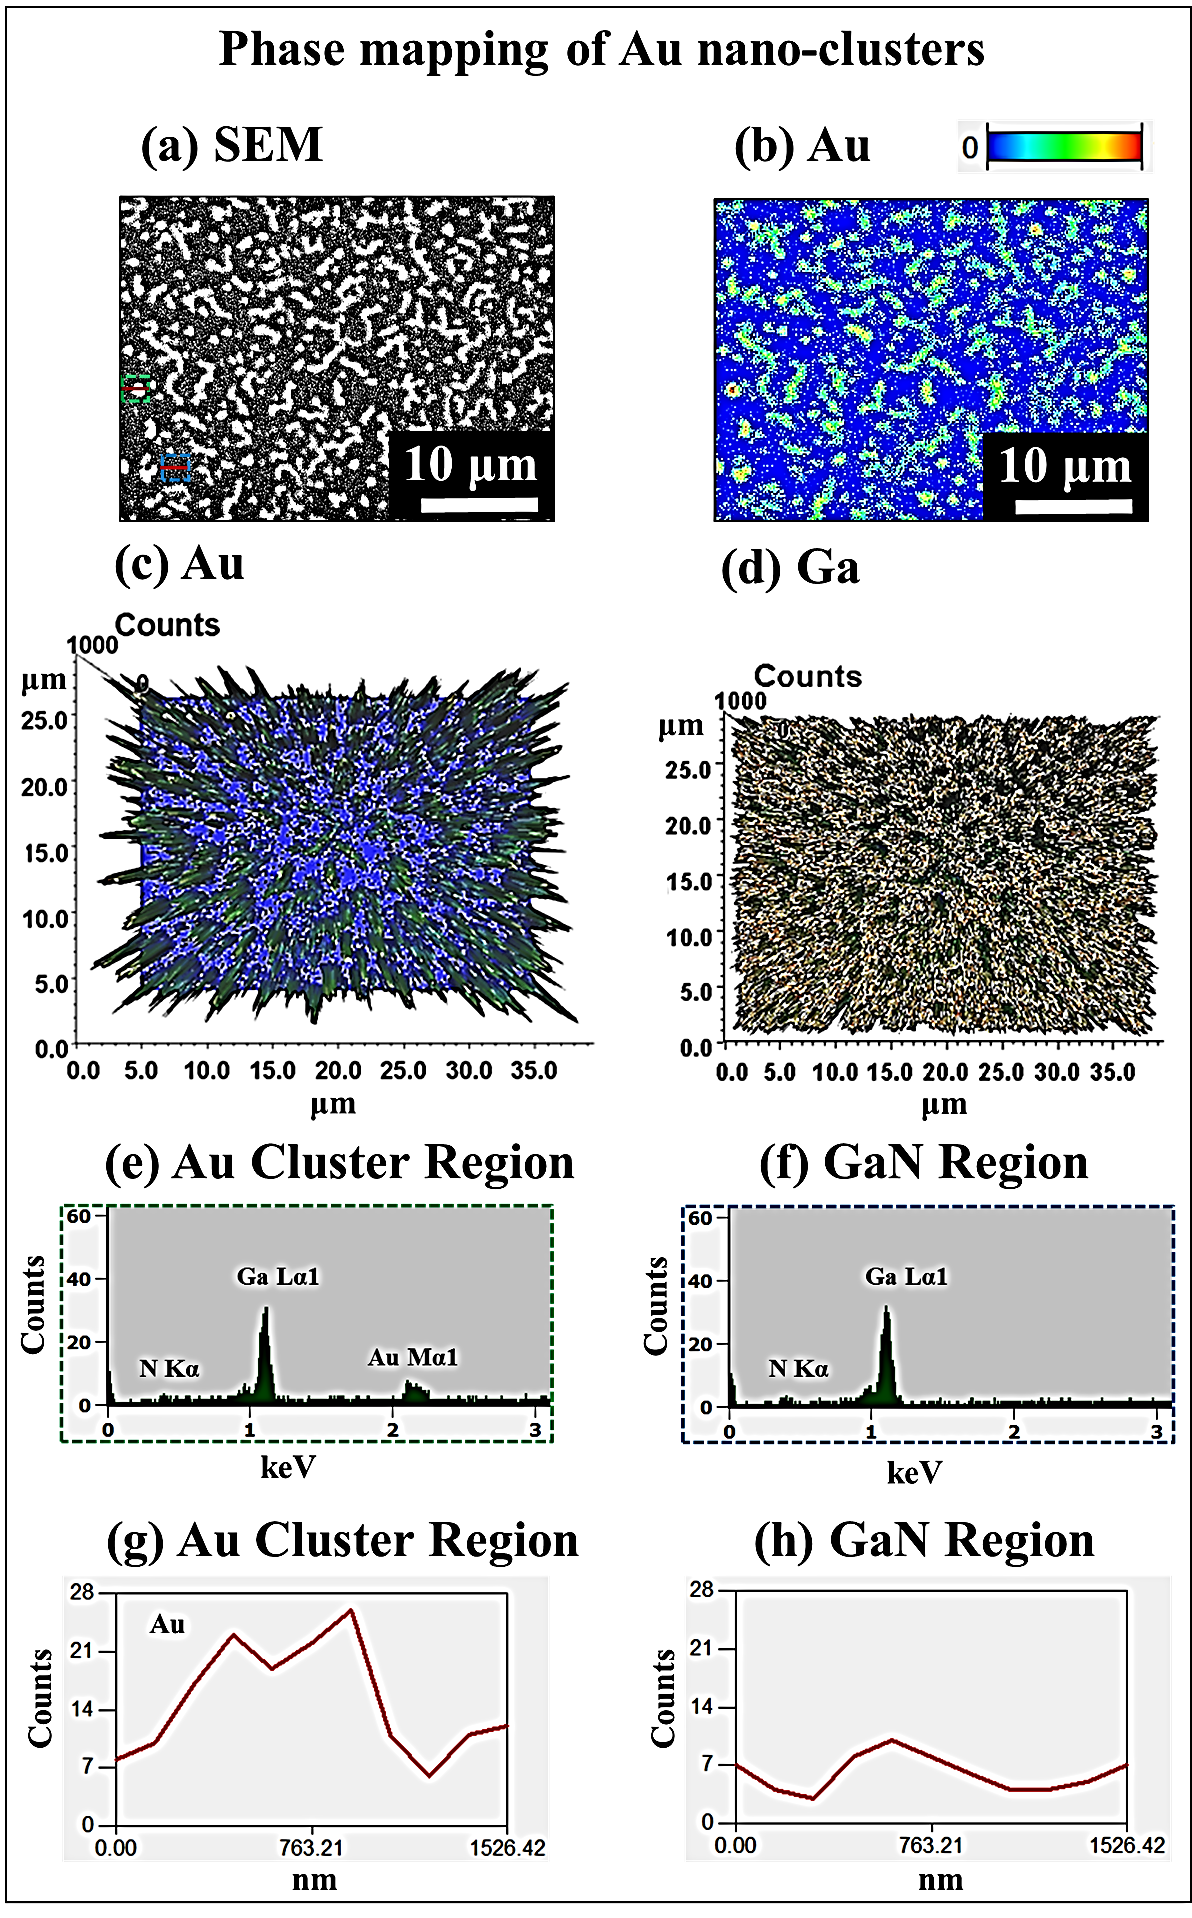 Phase mapping of Au nano-clusters
(a) SEM
(b) Au
0
10 µm
10 µm
(c) Au
(d) Ga
Counts
1000
0
µm
25.0
20.0
15.0
10.0
5.0
0.0
0.0 5.0 10.0 15.0 20.0 25.0 30.0 35.0
µm
Counts
1000
0
µm
25.0
20.0
15.0
10.0
5.0
0.0
0.0 5.0 10.0 15.0 20.0 25.0 30.0 35.0
µm
(e) Au Cluster Region
(f) GaN Region
60
40
20
0
Counts
Ga Lα1
N Kα
Au Mα1
0 1 2 3
keV
60
40
20
0
Counts
Ga Lα1
N Kα
0 1 2 3
keV
(g) Au Cluster Region
(h) GaN Region
28
21
14
7
0
Counts
Au
0.00 763.21 1526.42
nm
28
21
14
7
0
Counts
0.00 763.21 1526.42
nm